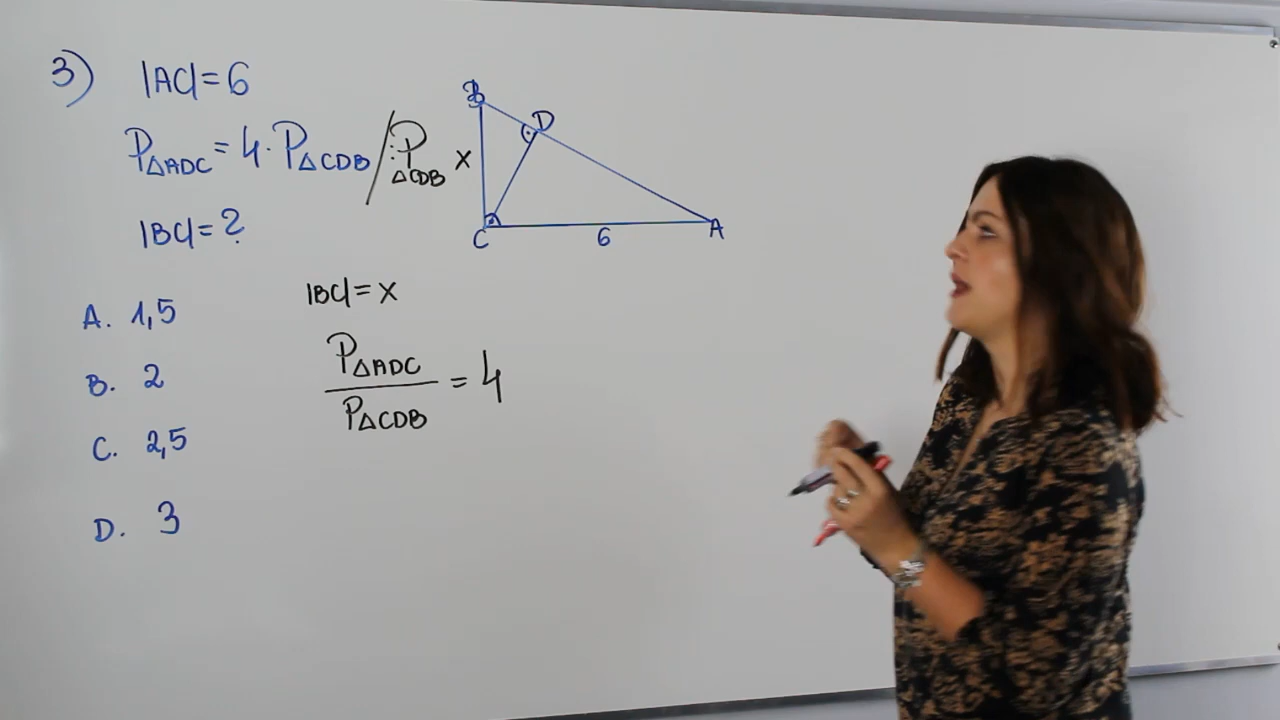 3) |AC|=6
P△ADC = 4·P△CDB /:P△CDB
|BC|=?
A. 1,5
B. 2
C. 2,5
D. 3
B
D
x
C
6
A
|BC|=x
P△ADC
P△CDB
= 4